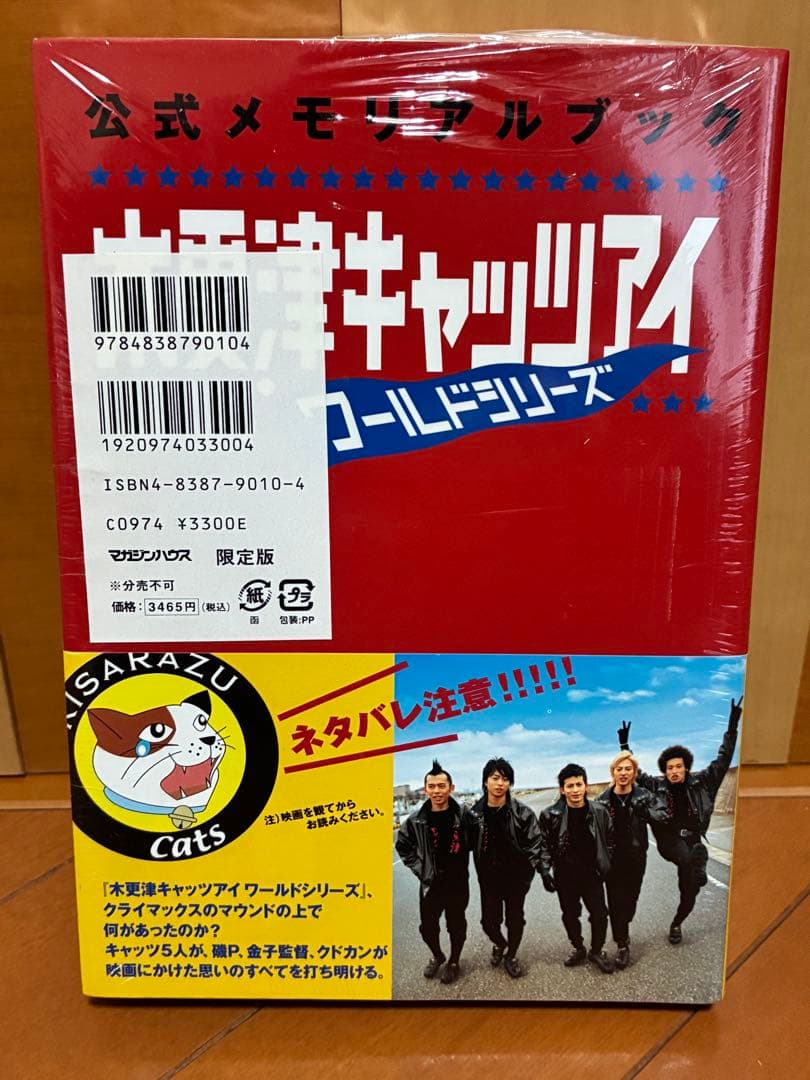 公式メモリアルブック
木更津キャッツアイ
ワールドシリーズ
9784838790104
1920974033004
ISBN4-8387-9010-4
C0974 ¥3300E
マガジンハウス 限定版
※分売不可
価格:3465円(税込)
紙
函
プラ
包装:PP
KISARAZU
cats
ネタバレ注意!!!!!
注)映画を観てから
お読みください。
『木更津キャッツアイ ワールドシリーズ』、
クライマックスのマウンドの上で
何があったのか?
キャッツ5人が、磯P、金子監督、クドカンが
映画にかけた思いのすべてを打ち明ける。